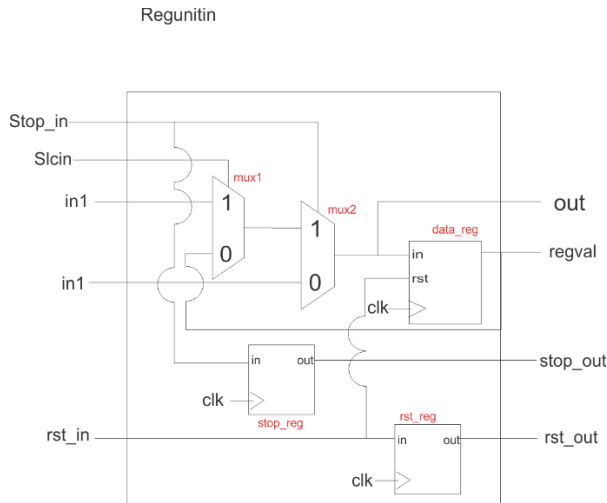 Regunitin
Stop_in
Slcin
mux1
in1
1
mux2
out
1
data_reg
0
in
regval
in1
0
rst
clk
in
out
stop_out
clk
rst_in
stop_reg
rst_reg
in
out
rst_out
clk